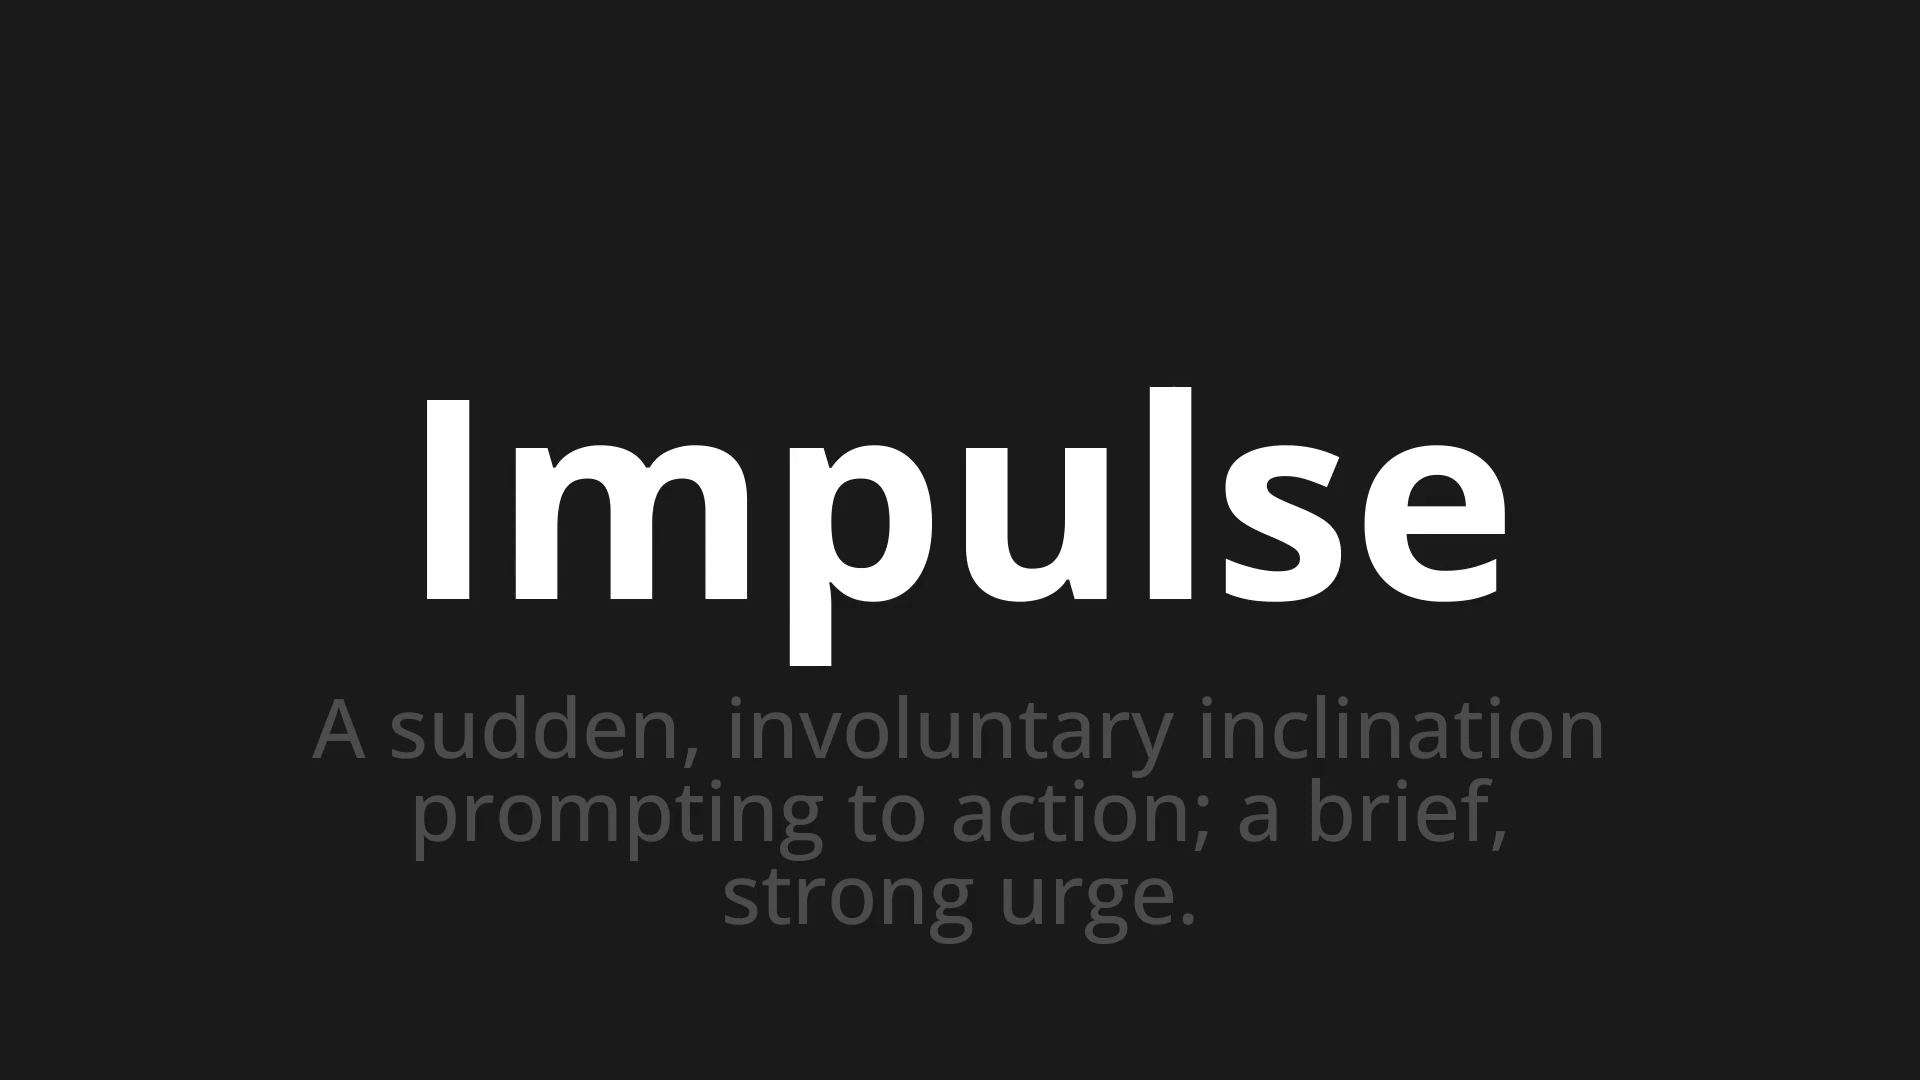 Impulse
A sudden, involuntary inclination
prompting to action; a brief,
strong urge.